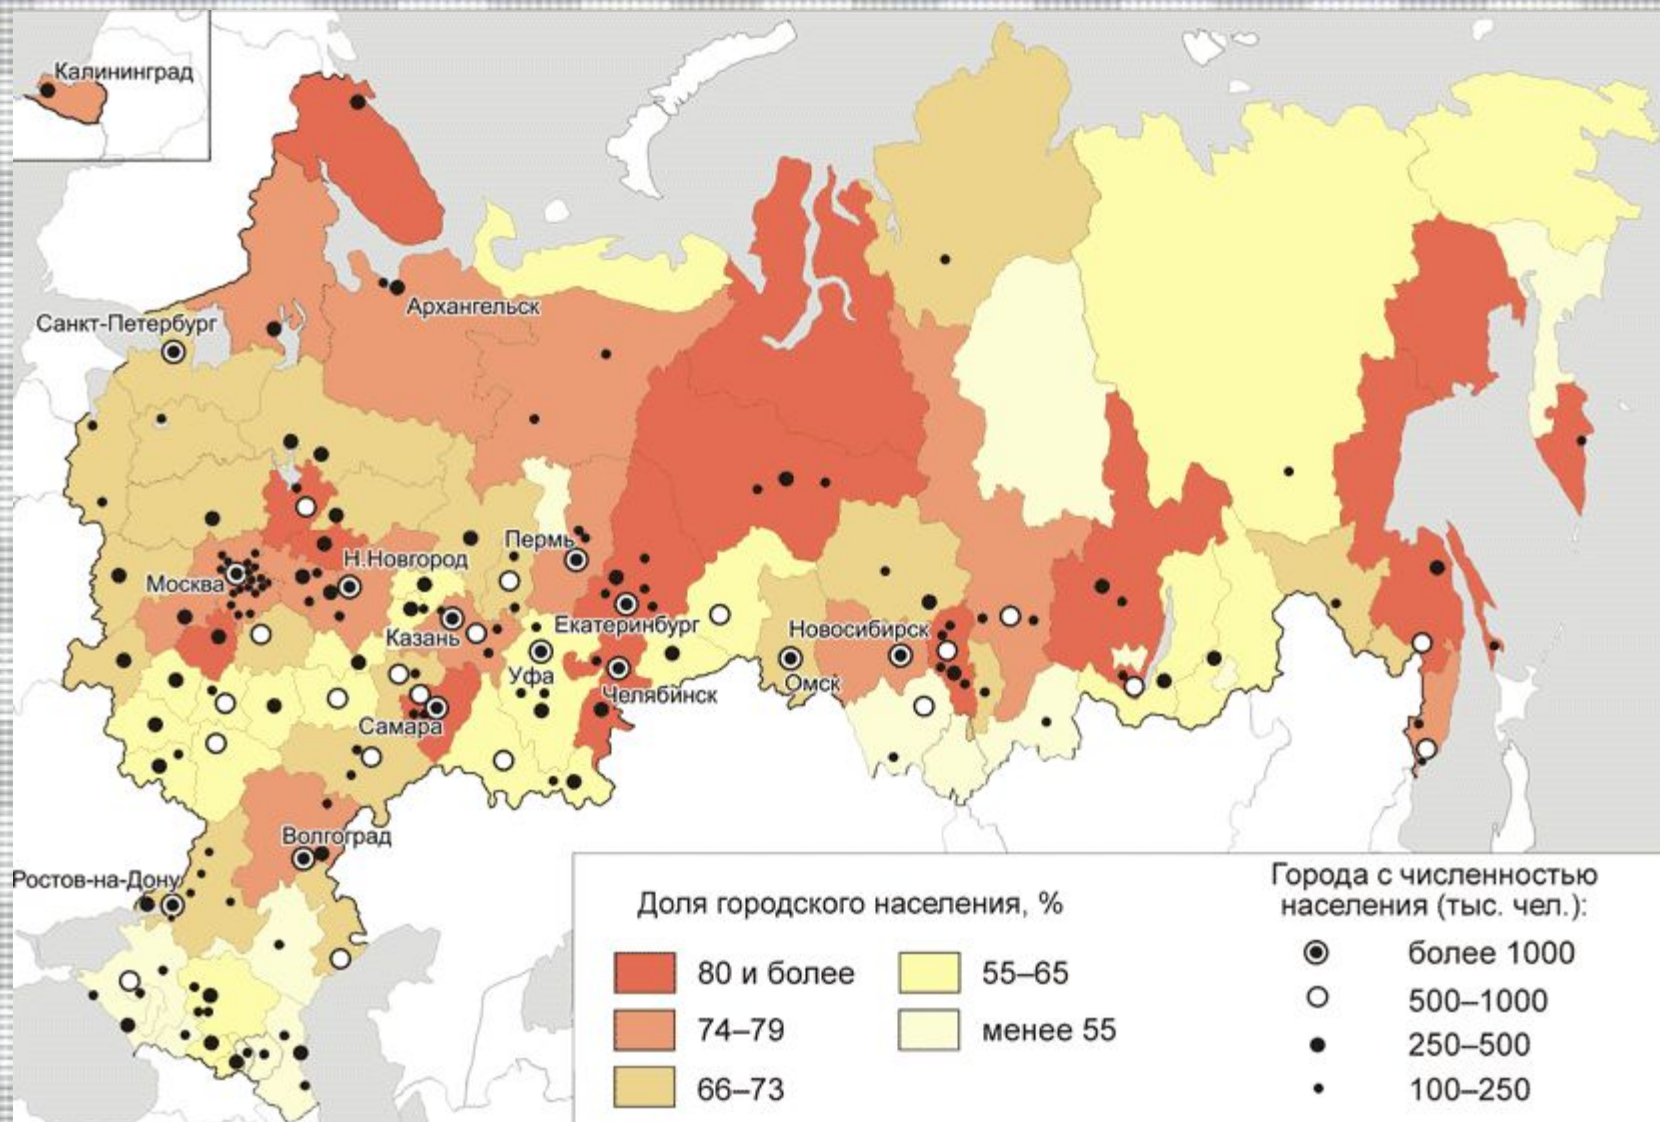 Калининград
Архангельск
Санкт-Петербург
Пермь
Н.Новгород
Москва
Казань
Екатеринбург
Новосибирск
Уфа
Челябинск
Омск
Самара
Волгоград
Ростов-на-Дону
Доля городского населения, %
80 и более
74–79
66–73
55–65
менее 55
Города с численностью
населения (тыс. чел.):
более 1000
500–1000
250–500
100–250